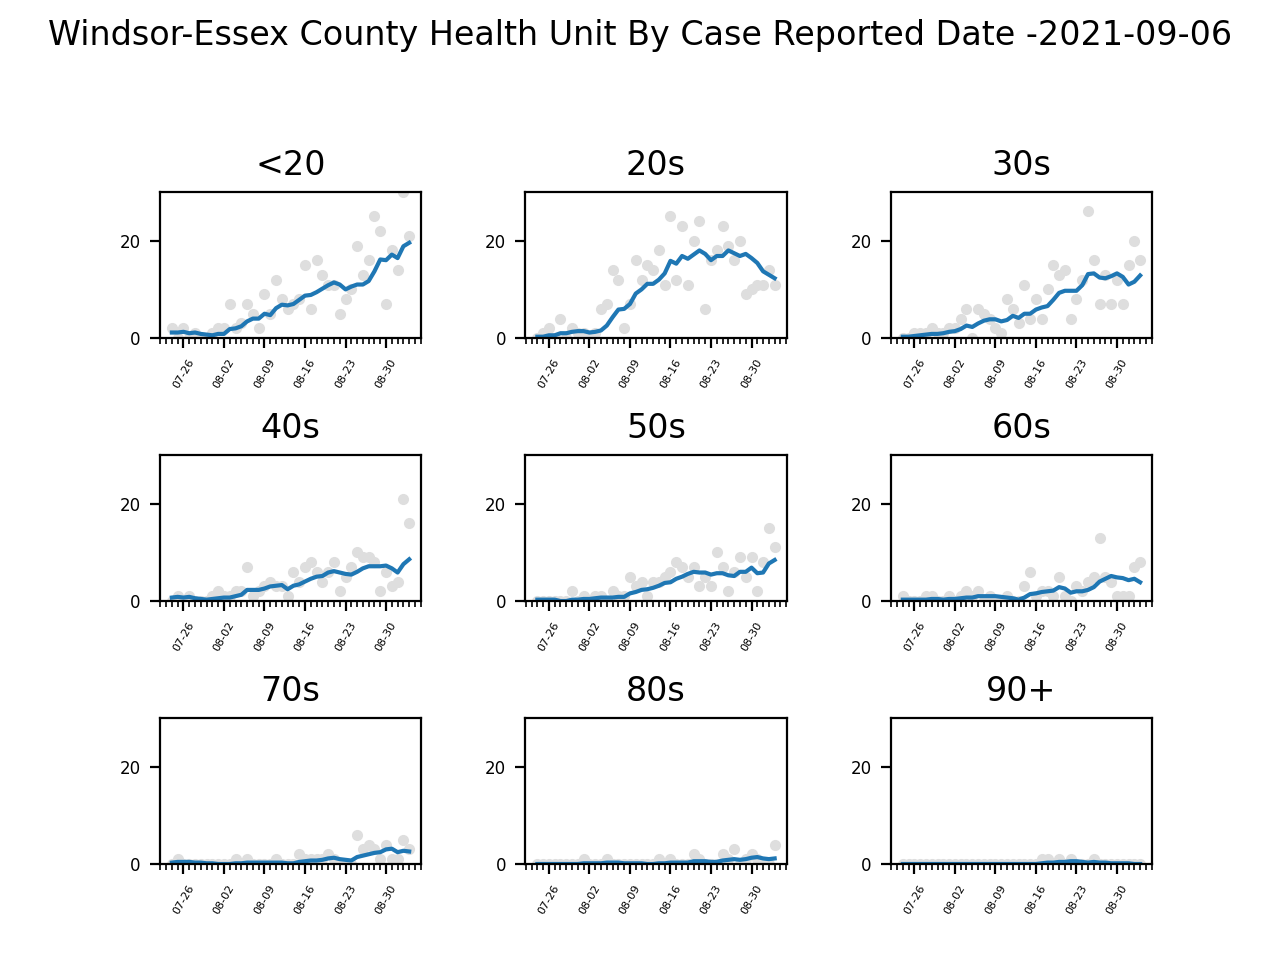 Windsor-Essex County Health Unit By Case Reported Date -2021-09-06
<20 20s 30s
20 20 20
0 0 0
07-26 08-02 08-09 08-16 08-23 08-30 07-26 08-02 08-09 08-16 08-23 08-30 07-26 08-02 08-09 08-16 08-23 08-30
40s 50s 60s
20 20 20
0 0 0
07-26 08-02 08-09 08-16 08-23 08-30 07-26 08-02 08-09 08-16 08-23 08-30 07-26 08-02 08-09 08-16 08-23 08-30
70s 80s 90+
20 20 20
0 0 0
07-26 08-02 08-09 08-16 08-23 08-30 07-26 08-02 08-09 08-16 08-23 08-30 07-26 08-02 08-09 08-16 08-23 08-30